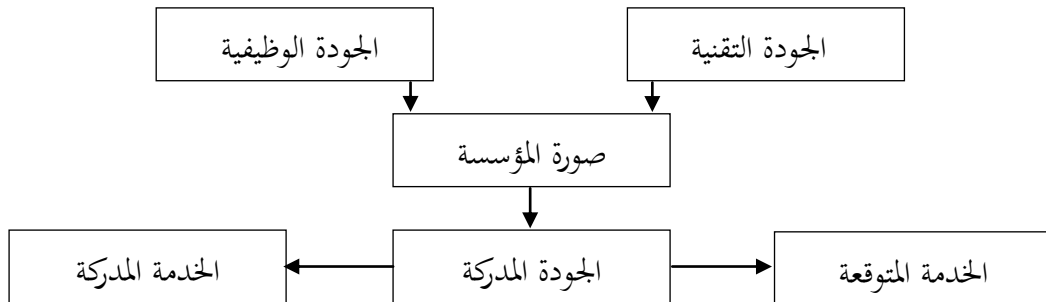 الجودة التقنية
الجودة الوظيفية
صورة المؤسسة
الخدمة المتوقعة
الجودة المدركة
الخدمة المدركة